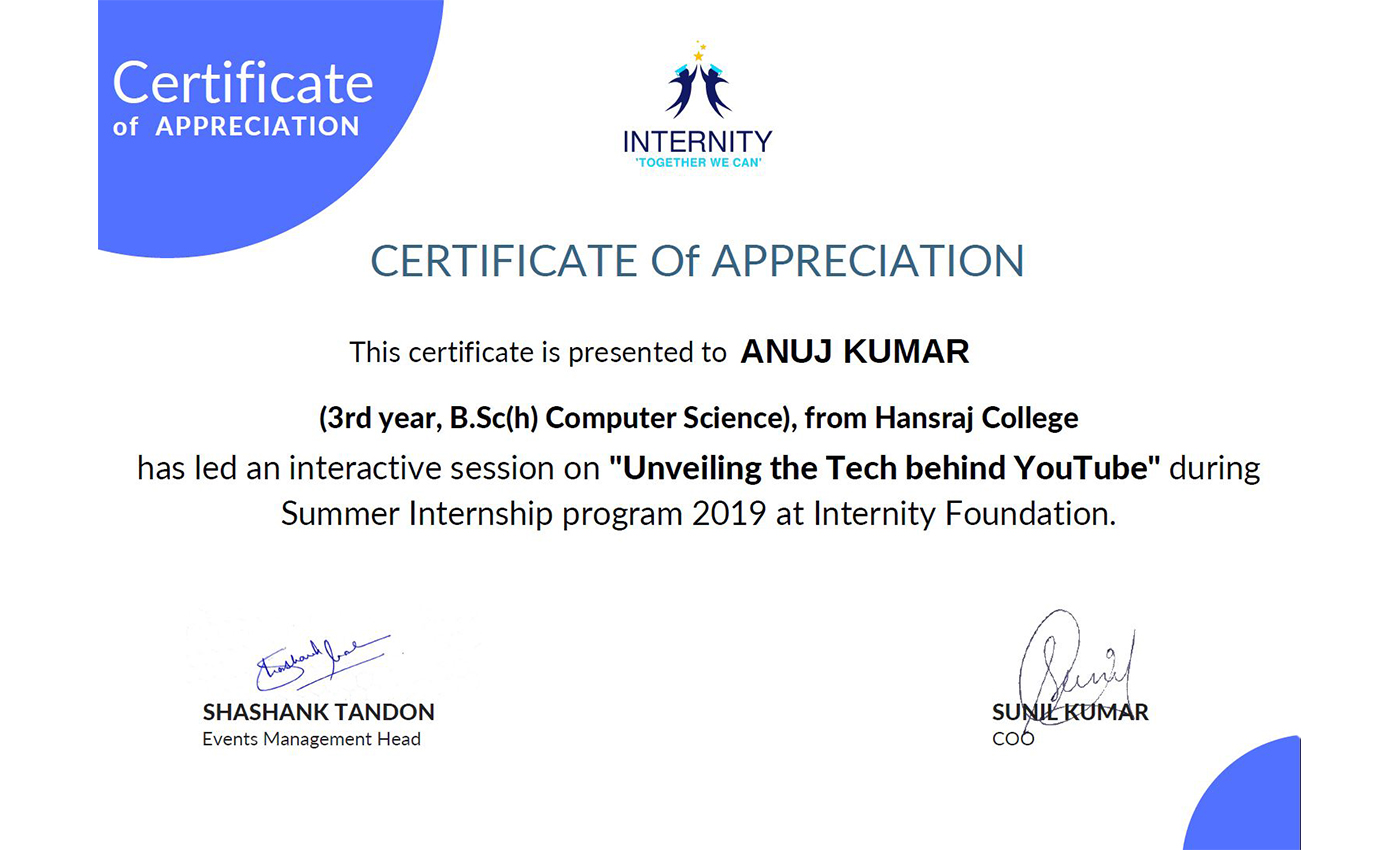 Certificate
of APPRECIATION
INTERNITY
'TOGETHER WE CAN'
CERTIFICATE Of APPRECIATION
This certificate is presented to ANUJ KUMAR
(3rd year, B.Sc(h) Computer Science), from Hansraj College
has led an interactive session on "Unveiling the Tech behind YouTube" during
Summer Internship program 2019 at Internity Foundation.
Sunil
SHASHANK TANDON
Events Management Head
SUNIL KUMAR
COO